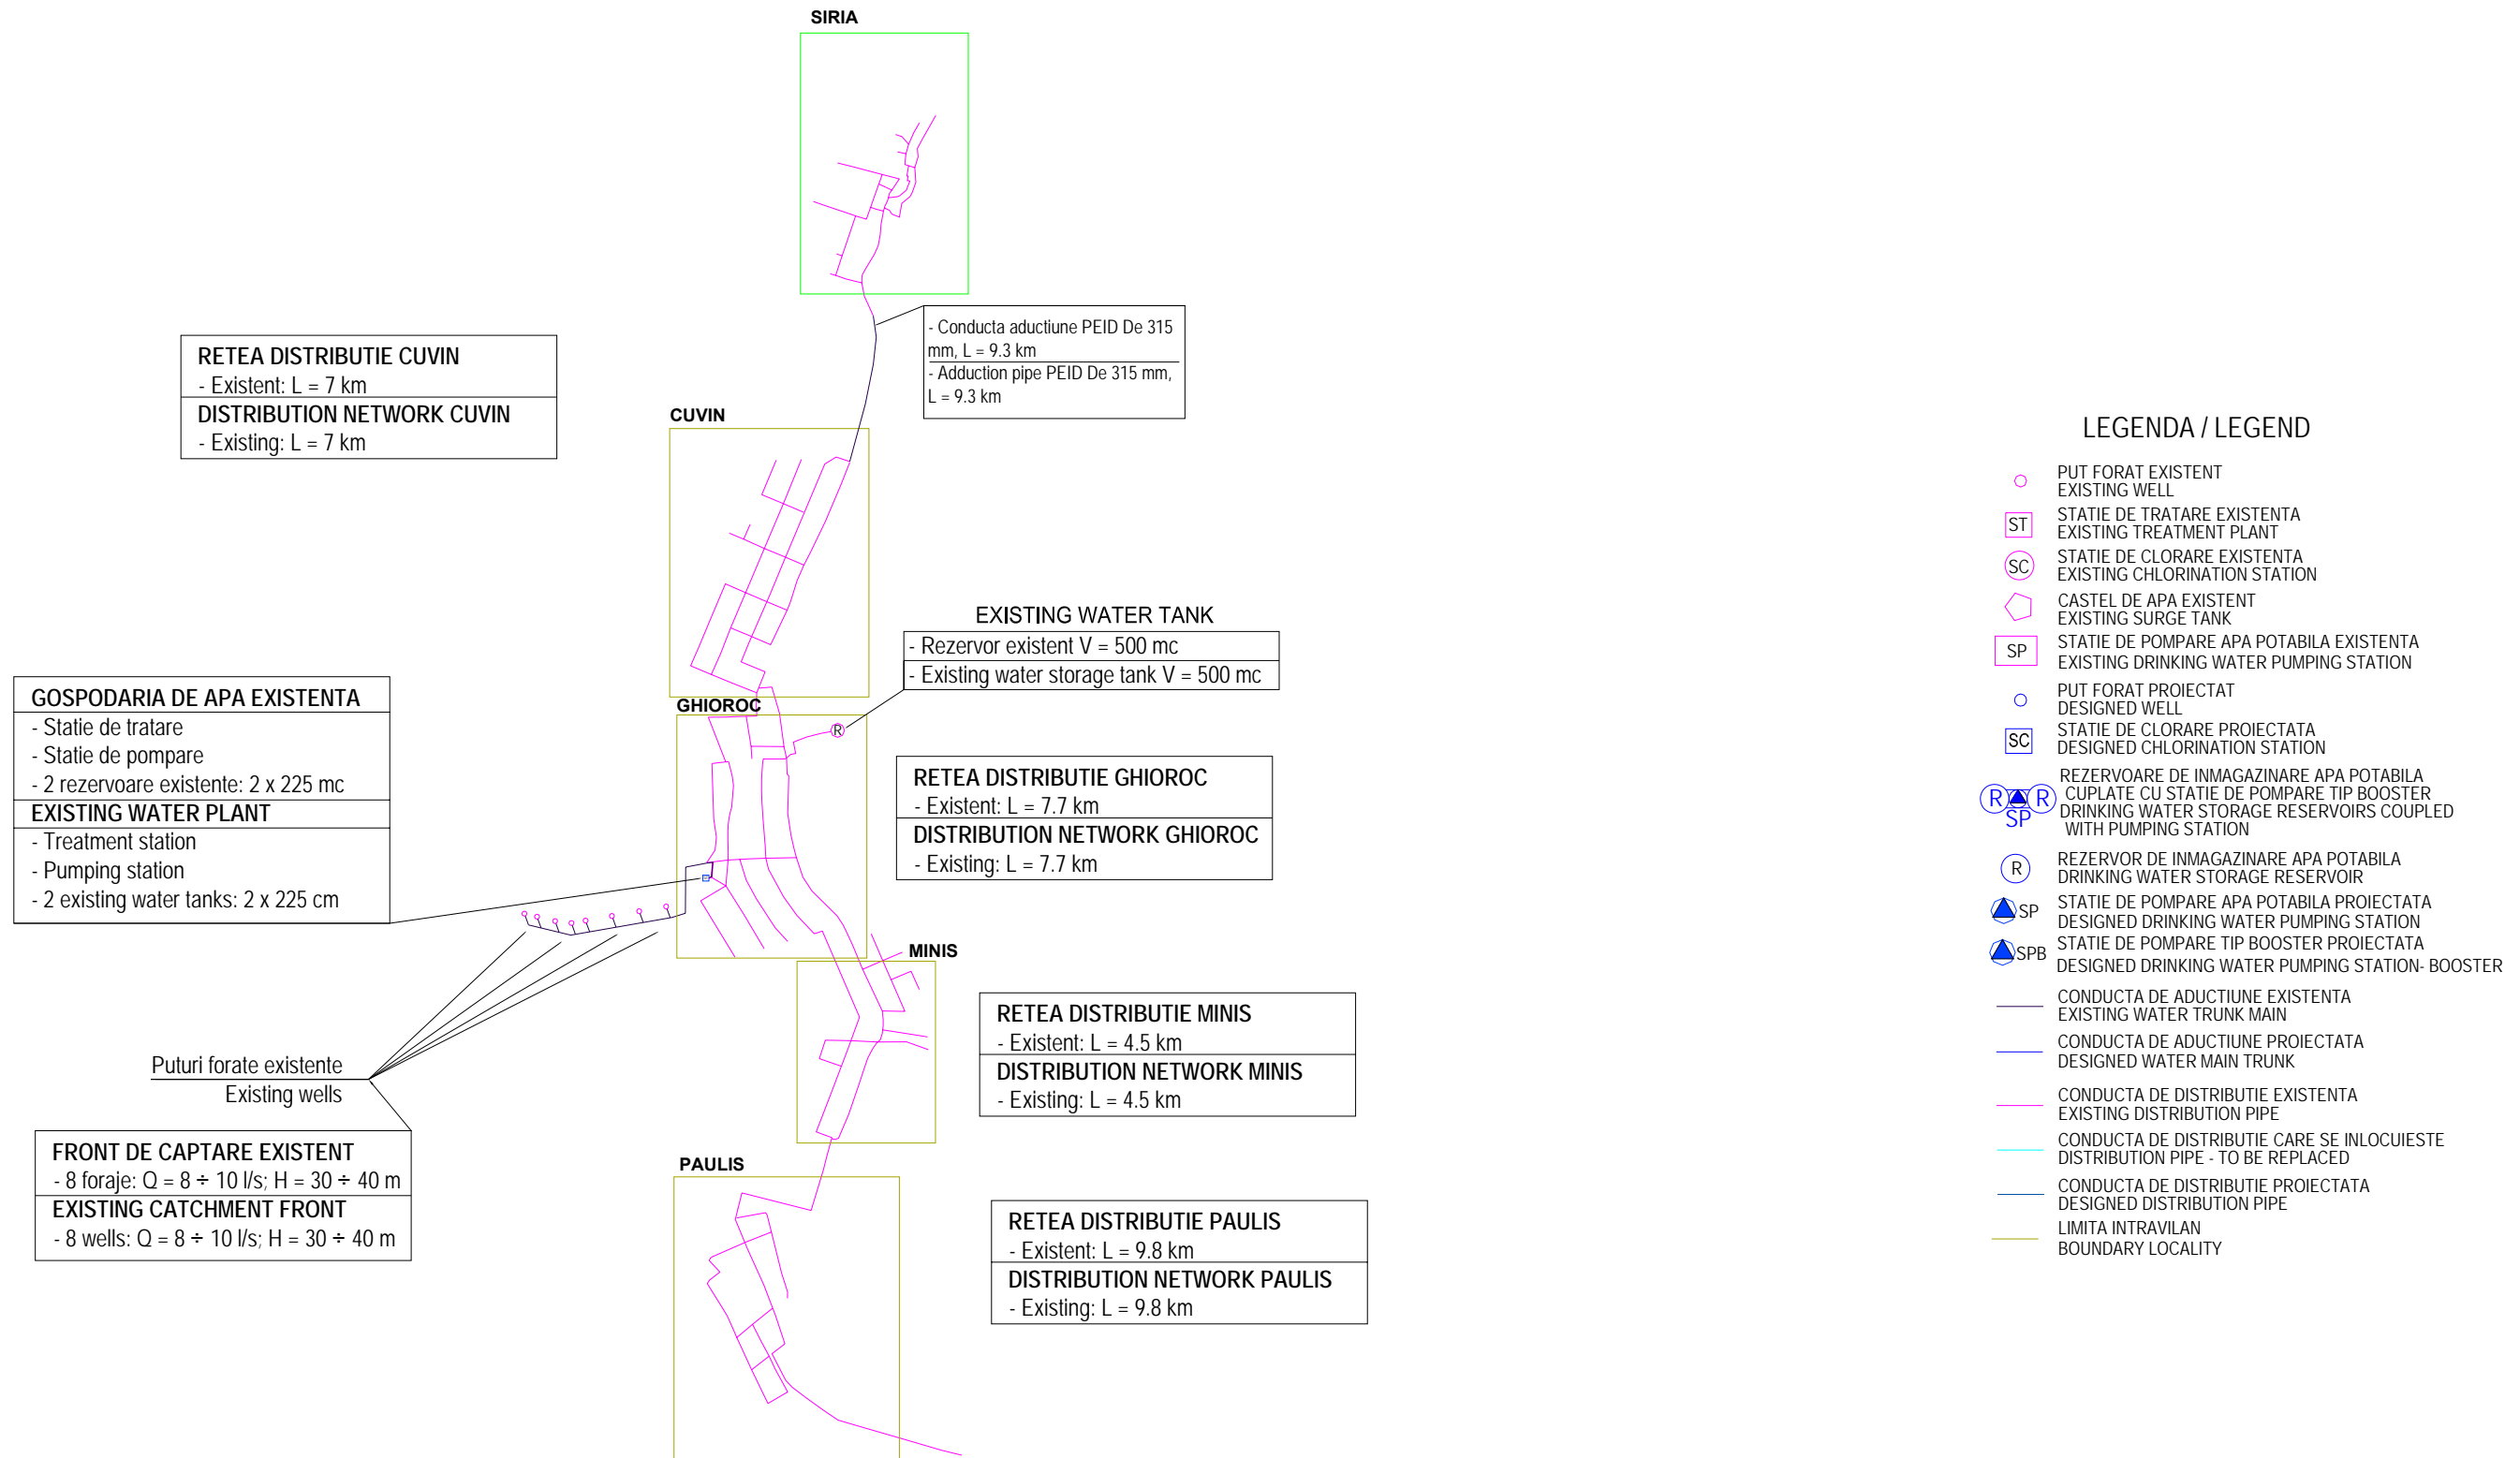 SIRIA
- Conducta aductiune PEID De 315
mm, L = 9.3 km
- Adduction pipe PEID De 315 mm,
L = 9.3 km
RETEA DISTRIBUTIE CUVIN
- Existent: L = 7 km
DISTRIBUTION NETWORK CUVIN
- Existing: L = 7 km
CUVIN
EXISTING WATER TANK
- Rezervor existent V = 500 mc
- Existing water storage tank V = 500 mc
GOSPODARIA DE APA EXISTENTA
- Statie de tratare
- Statie de pompare
- 2 rezervoare existente: 2 x 225 mc
EXISTING WATER PLANT
- Treatment station
- Pumping station
- 2 existing water tanks: 2 x 225 cm
GHIOROC
R
RETEA DISTRIBUTIE GHIOROC
- Existent: L = 7.7 km
DISTRIBUTION NETWORK GHIOROC
- Existing: L = 7.7 km
MINIS
RETEA DISTRIBUTIE MINIS
- Existent: L = 4.5 km
DISTRIBUTION NETWORK MINIS
- Existing: L = 4.5 km
Puturi forate existente
Existing wells
FRONT DE CAPTARE EXISTENT
- 8 foraje: Q = 8 ÷ 10 l/s; H = 30 ÷ 40 m
EXISTING CATCHMENT FRONT
- 8 wells: Q = 8 ÷ 10 l/s; H = 30 ÷ 40 m
PAULIS
RETEA DISTRIBUTIE PAULIS
- Existent: L = 9.8 km
DISTRIBUTION NETWORK PAULIS
- Existing: L = 9.8 km
LEGENDA / LEGEND
PUT FORAT EXISTENT
EXISTING WELL
ST
STATIE DE TRATARE EXISTENTA
EXISTING TREATMENT PLANT
SC
STATIE DE CLORARE EXISTENTA
EXISTING CHLORINATION STATION
CASTEL DE APA EXISTENT
EXISTING SURGE TANK
SP
STATIE DE POMPARE APA POTABILA EXISTENTA
EXISTING DRINKING WATER PUMPING STATION
PUT FORAT PROIECTAT
DESIGNED WELL
SC
STATIE DE CLORARE PROIECTATA
DESIGNED CHLORINATION STATION
R R
SP
REZERVOARE DE INMAGAZINARE APA POTABILA
CUPLATE CU STATIE DE POMPARE TIP BOOSTER
DRINKING WATER STORAGE RESERVOIRS COUPLED
WITH PUMPING STATION
R
REZERVOR DE INMAGAZINARE APA POTABILA
DRINKING WATER STORAGE RESERVOIR
SP
STATIE DE POMPARE APA POTABILA PROIECTATA
DESIGNED DRINKING WATER PUMPING STATION
SPB
STATIE DE POMPARE TIP BOOSTER PROIECTATA
DESIGNED DRINKING WATER PUMPING STATION- BOOSTER
CONDUCTA DE ADUCTIUNE EXISTENTA
EXISTING WATER TRUNK MAIN
CONDUCTA DE ADUCTIUNE PROIECTATA
DESIGNED WATER MAIN TRUNK
CONDUCTA DE DISTRIBUTIE EXISTENTA
EXISTING DISTRIBUTION PIPE
CONDUCTA DE DISTRIBUTIE CARE SE INLOCUIESTE
DISTRIBUTION PIPE - TO BE REPLACED
CONDUCTA DE DISTRIBUTIE PROIECTATA
DESIGNED DISTRIBUTION PIPE
LIMITA INTRAVILAN
BOUNDARY LOCALITY